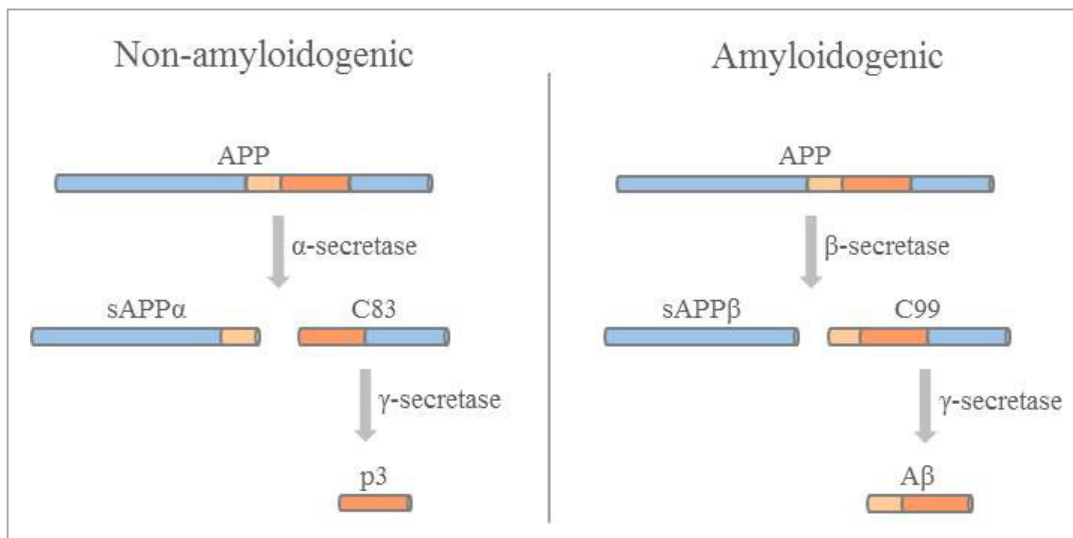 Non-amyloidogenic
APP
α-secretase
sAPPα
C83
γ-secretase
p3
Amyloidogenic
APP
β-secretase
sAPPβ
C99
γ-secretase
Aβ